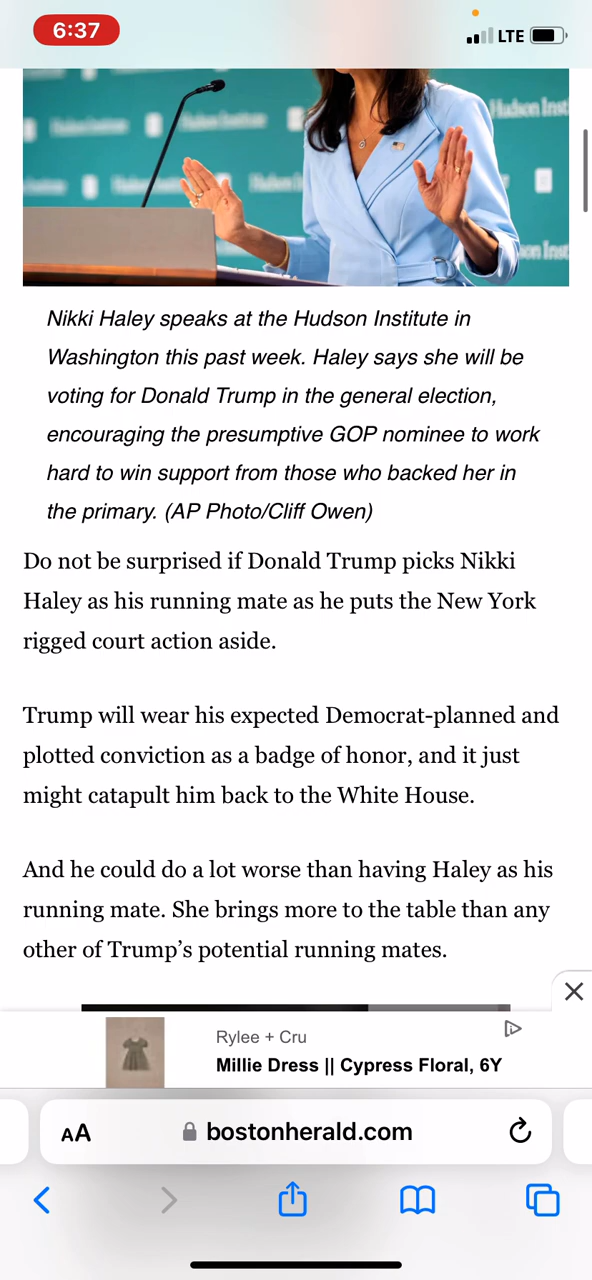 6:37
LTE
Hudson Inst
Hudson Institute
Nikki Haley speaks at the Hudson Institute in
Washington this past week. Haley says she will be
voting for Donald Trump in the general election,
encouraging the presumptive GOP nominee to work
hard to win support from those who backed her in
the primary. (AP Photo/Cliff Owen)
Do not be surprised if Donald Trump picks Nikki
Haley as his running mate as he puts the New York
rigged court action aside.
Trump will wear his expected Democrat-planned and
plotted conviction as a badge of honor, and it just
might catapult him back to the White House.
And he could do a lot worse than having Haley as his
running mate. She brings more to the table than any
other of Trump’s potential running mates.
Rylee + Cru
Millie Dress || Cypress Floral, 6Y
AA
bostonherald.com